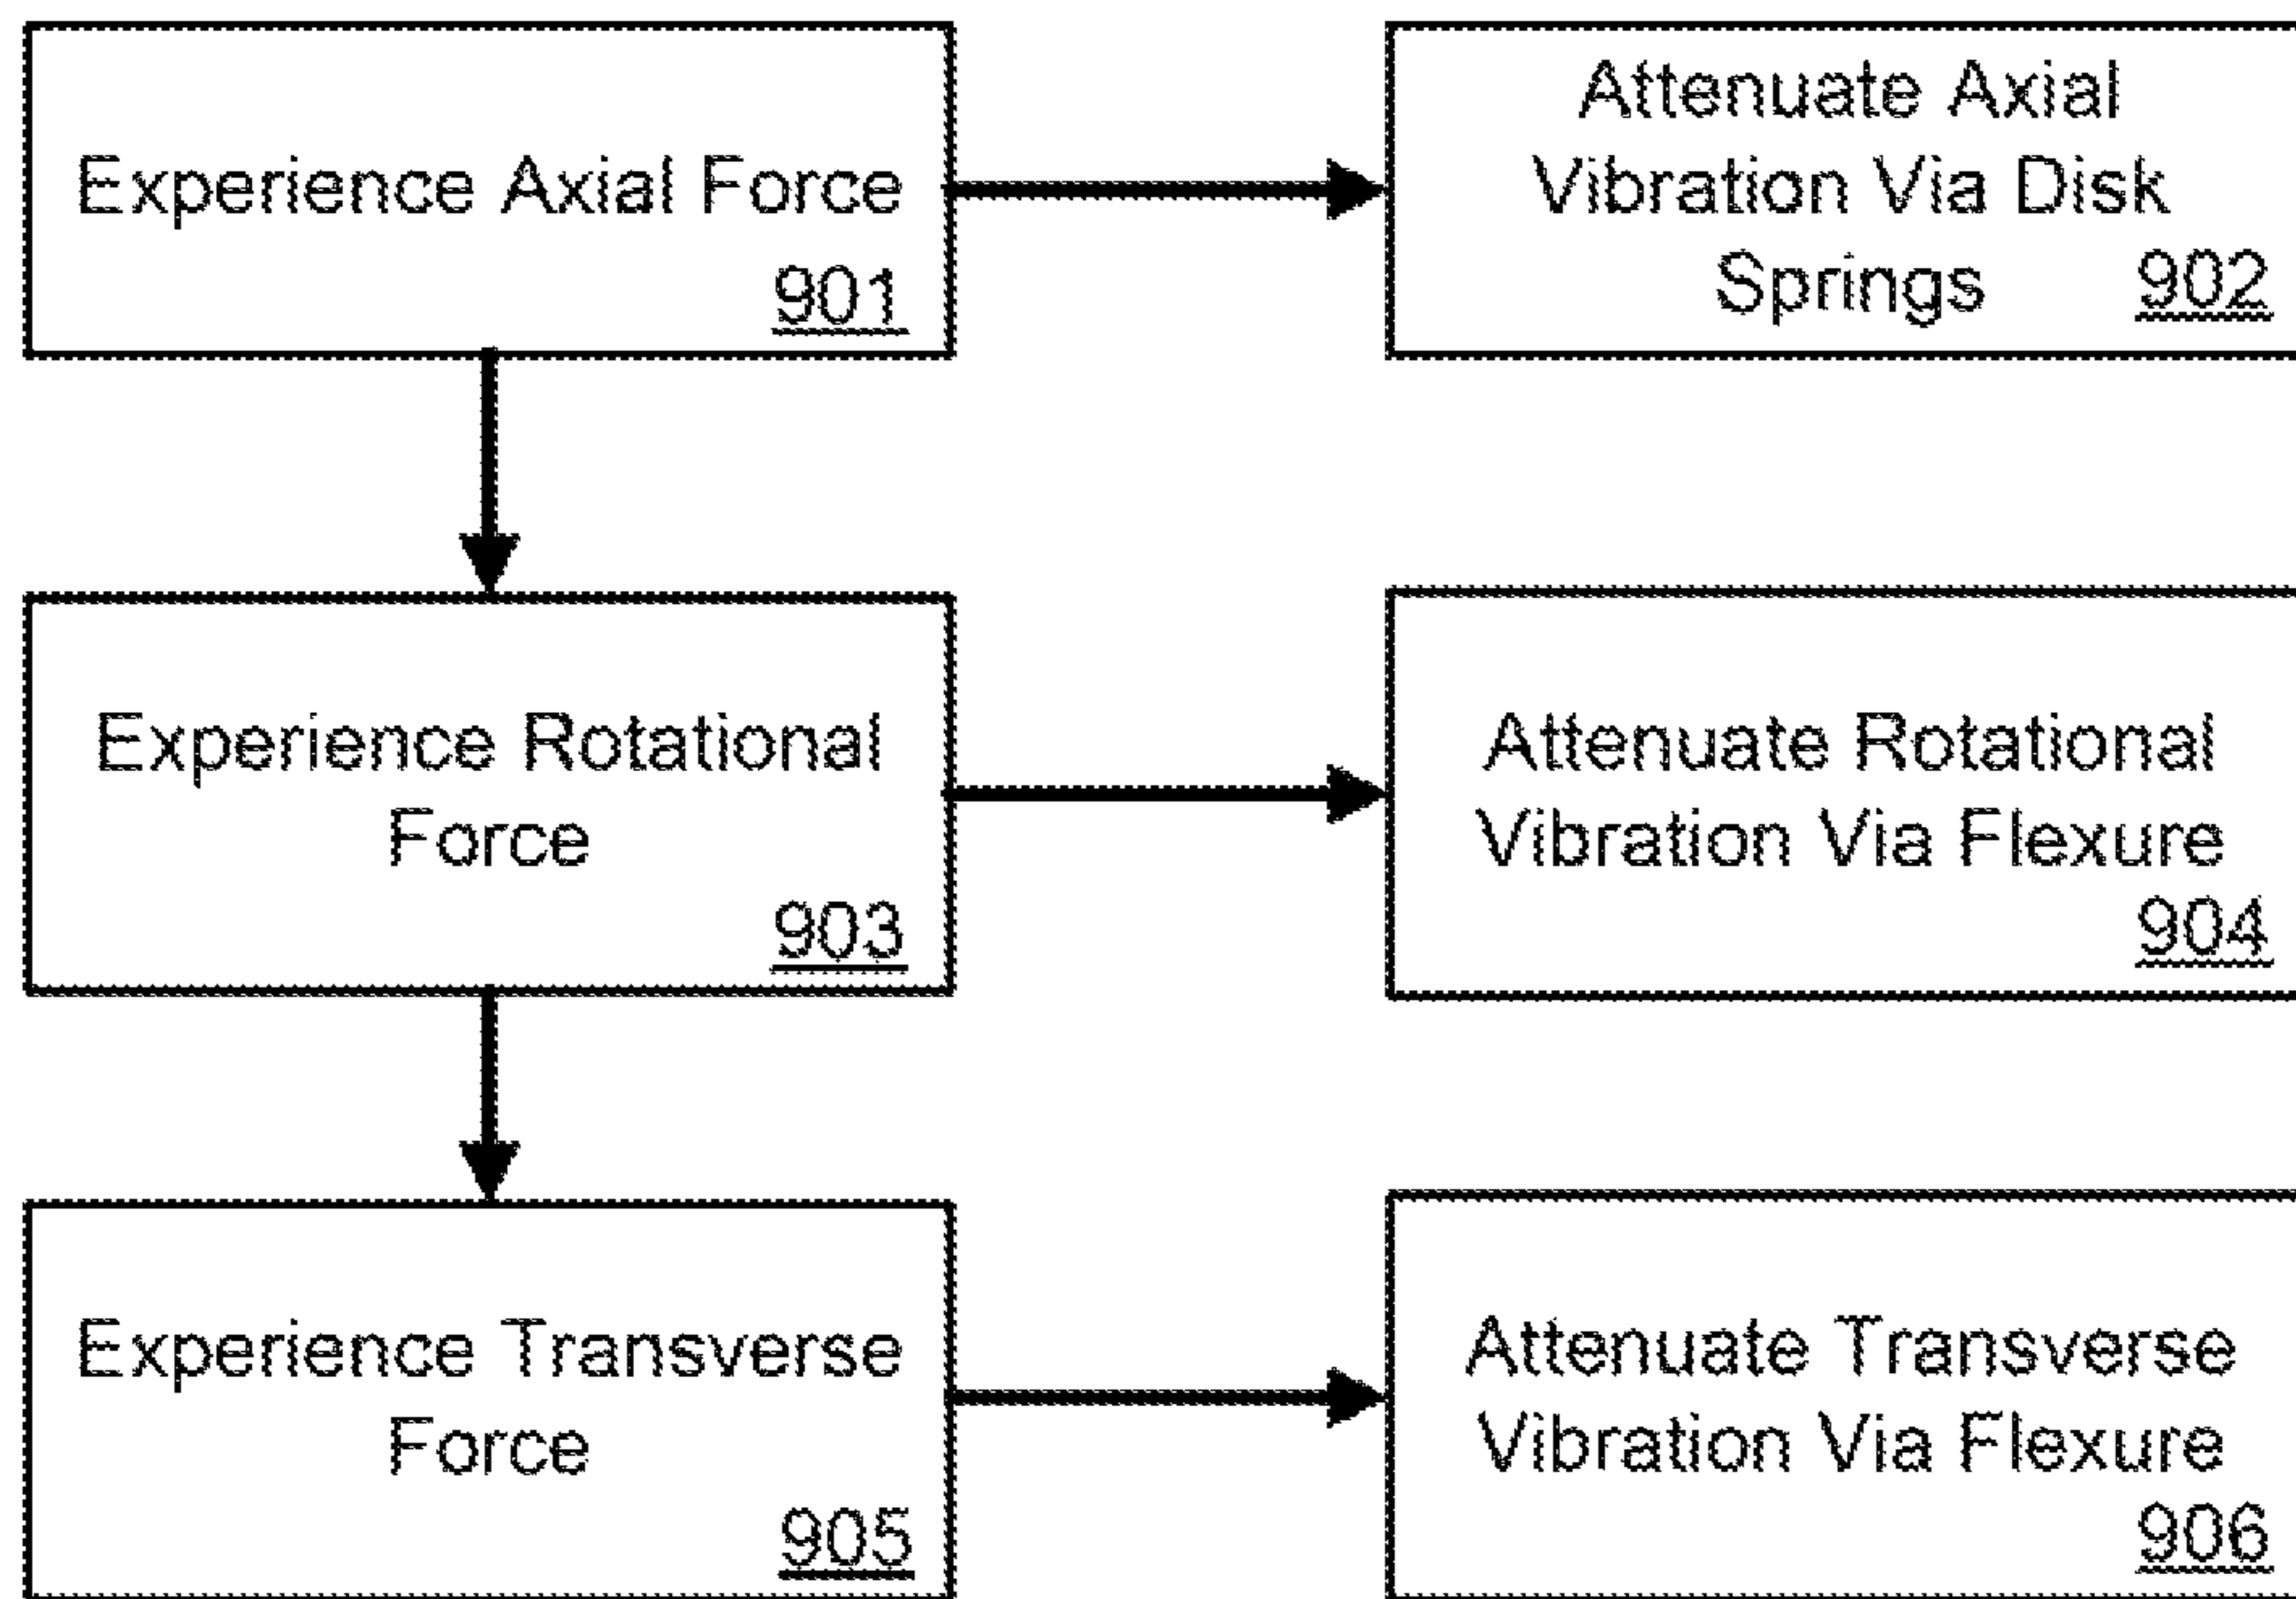 Experience Axial Force
901
Attenuate Axial
Vibration Via Disk
Springs 902
Experience Rotational
Force
903
Attenuate Rotational
Vibration Via Flexure
904
Experience Transverse
Force
905
Attenuate Transverse
Vibration Via Flexure
906